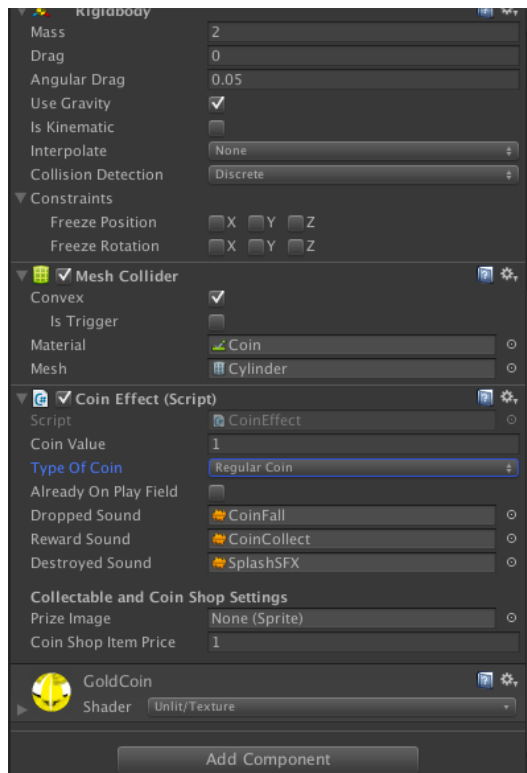 Rigidbody
Mass 2
Drag 0
Angular Drag 0.05
Use Gravity
Is Kinematic
Interpolate None
Collision Detection Discrete
Constraints
Freeze Position X Y Z
Freeze Rotation X Y Z
Mesh Collider
Convex
Is Trigger
Material Coin
Mesh Cylinder
Coin Effect (Script)
Script CoinEffect
Coin Value 1
Type Of Coin Regular Coin
Already On Play Field
Dropped Sound CoinFall
Reward Sound CoinCollect
Destroyed Sound SplashSFX
Collectable and Coin Shop Settings
Prize Image None (Sprite)
Coin Shop Item Price 1
GoldCoin
Shader Unlit/Texture
Add Component